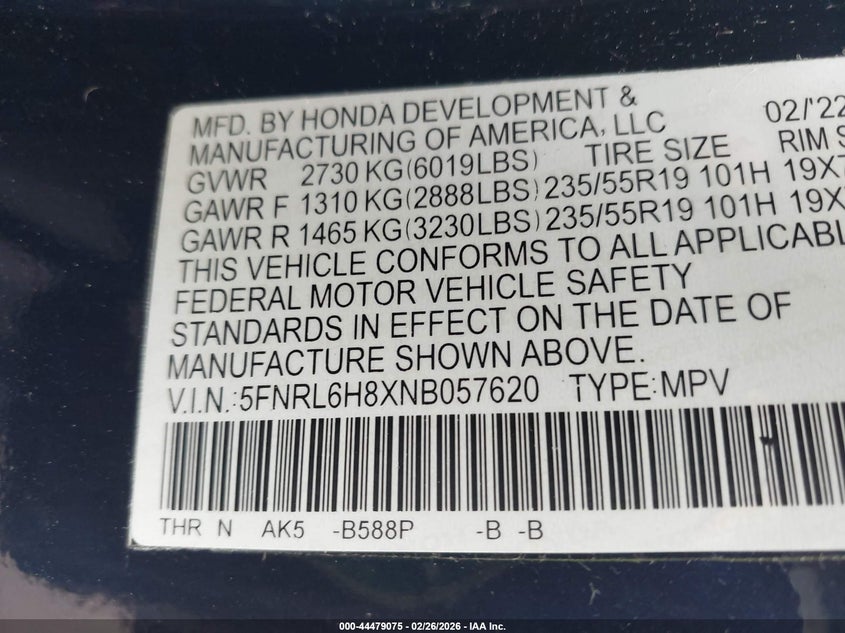 MFD. BY HONDA DEVELOPMENT &
MANUFACTURING OF AMERICA, LLC 02/'22
GVWR 2730 KG(6019LBS) TIRE SIZE RIM S
GAWR F 1310 KG(2888LBS) 235/55R19 101H 19X7
GAWR R 1465 KG(3230LBS) 235/55R19 101H 19X
THIS VEHICLE CONFORMS TO ALL APPLICABL
FEDERAL MOTOR VEHICLE SAFETY
STANDARDS IN EFFECT ON THE DATE OF
MANUFACTURE SHOWN ABOVE.
V.I.N.:5FNRL6H8XNB057620 TYPE:MPV
THR N AK5 -B588P -B -B
000-44479075 — 02/26/2026 — IAA Inc.